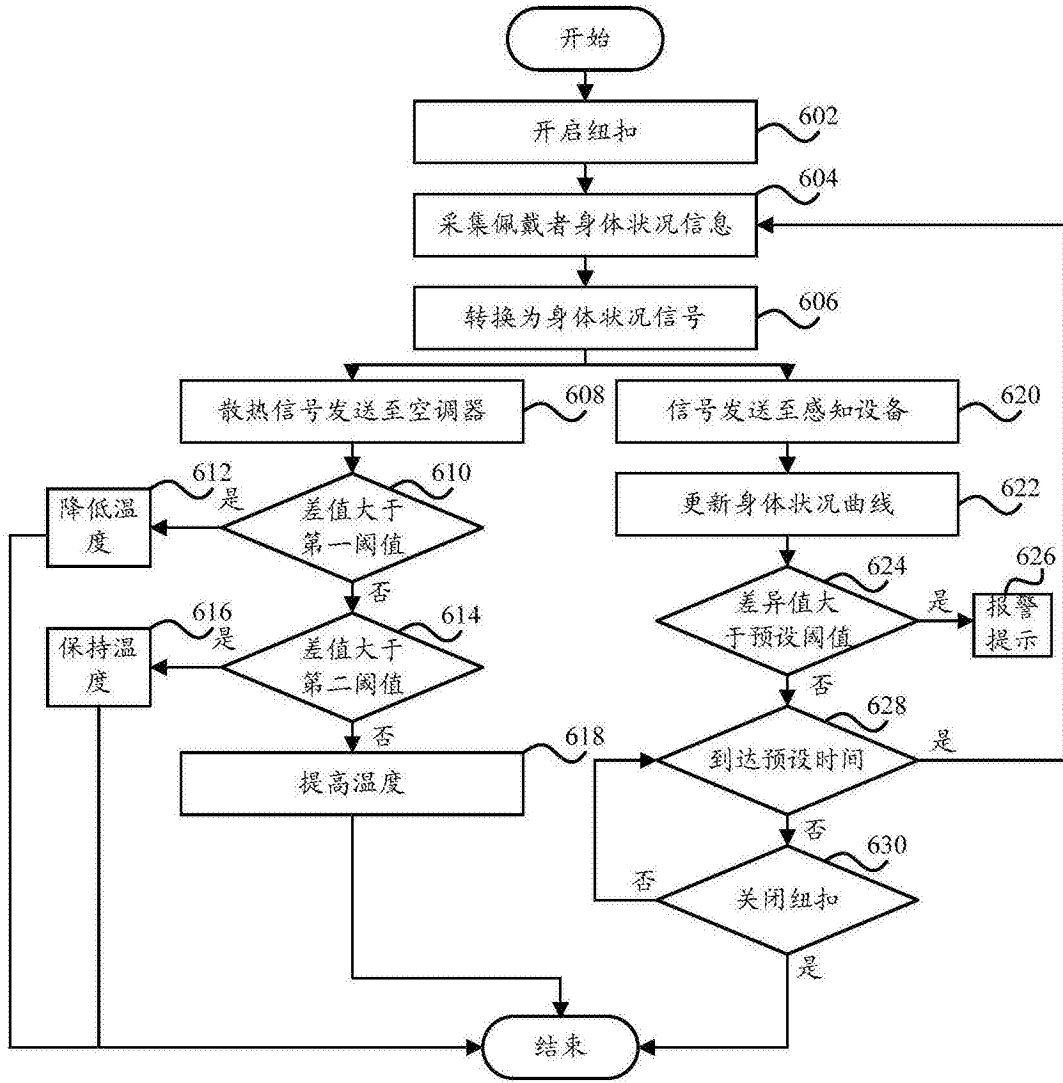 开始
开启纽扣
602
采集佩戴者身体状况信息
604
转换为身体状况信号
606
散热信号发送至空调器
608
信号发送至感知设备
620
降低温
度
612
是
差值大于
第一阈值
610
否
更新身体状况曲线
622
差异值大
于预设阈值
624
是
报警
提示
626
否
保持温
度
616
是
差值大于
第二阈值
614
否
提高温度
618
到达预设时间
628
是
否
关闭纽扣
630
否
是
结束